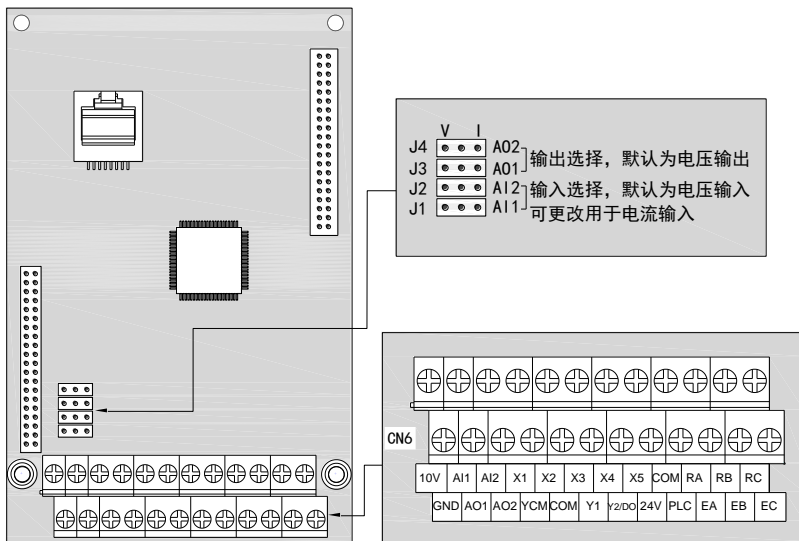 V I
J4 AO2 输出选择，默认为电压输出
J3 AO1
J2 AI2 输入选择，默认为电压输入
J1 AI1 可更改用于电流输入
CN6
10V AI1 AI2 X1 X2 X3 X4 X5 COM RA RB RC
GND AO1 AO2 YCM COM Y1 Y2/DO 24V PLC EA EB EC